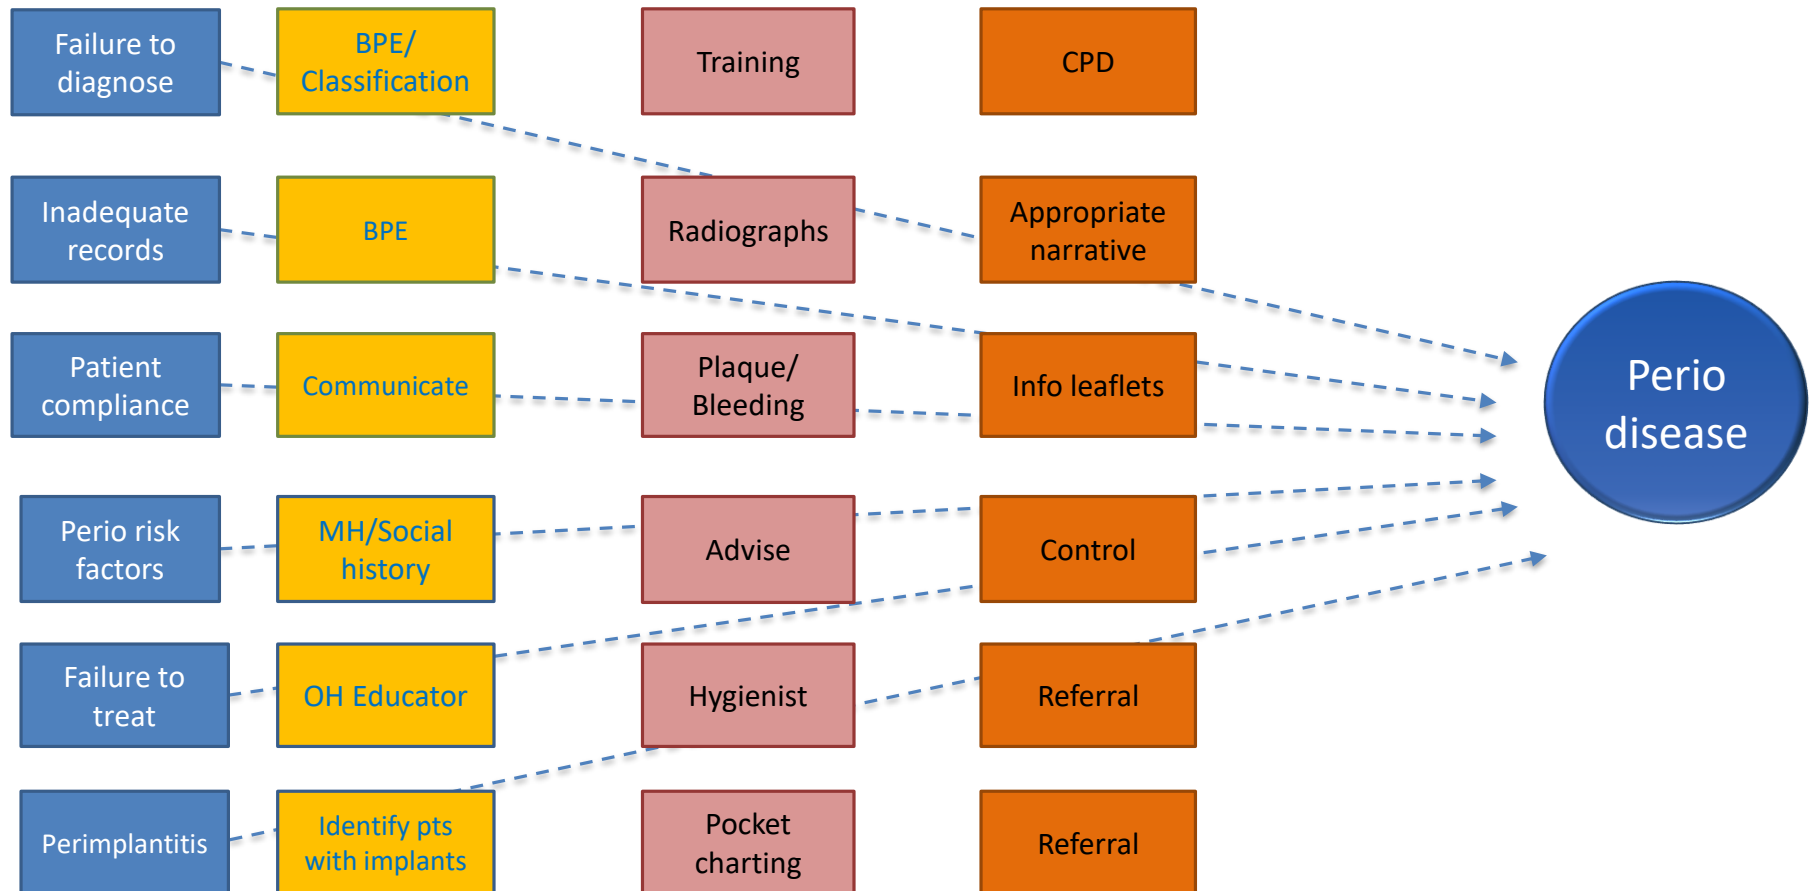 Failure to
diagnose
BPE/
Classification
Training
CPD
Inadequate
records
BPE
Radiographs
Appropriate
narrative
Patient
compliance
Communicate
Plaque/
Bleeding
Info leaflets
Perio
disease
Perio risk
factors
MH/Social
history
Advise
Control
Failure to
treat
OH Educator
Hygienist
Referral
Perimplantitis
Identify pts
with implants
Pocket
charting
Referral